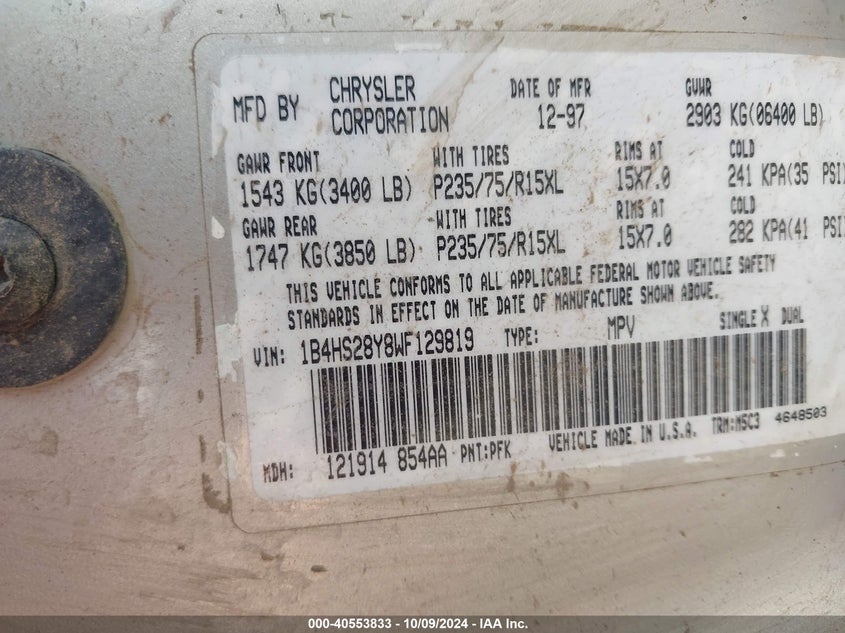 MFD BY CHRYSLER CORPORATION DATE OF MFR 12-97 GVWR 2903 KG(06400 LB)
GAWR FRONT WITH TIRES RIMS AT COLD
1543 KG(3400 LB) P235/75/R15XL 15X7.0 241 KPA(35 PSI)
GAWR REAR WITH TIRES RIMS AT COLD
1747 KG(3850 LB) P235/75/R15XL 15X7.0 282 KPA(41 PSI)
THIS VEHICLE CONFORMS TO ALL APPLICABLE FEDERAL MOTOR VEHICLE SAFETY
STANDARDS IN EFFECT ON THE DATE OF MANUFACTURE SHOWN ABOVE.
VIN: 1B4HS28Y8WF129819 TYPE: MPV SINGLE X DUAL
MDH: 121914 854AA PNT:PFK VEHICLE MADE IN U.S.A. TRM:M5C3 4648503
000-40553833 - 10/09/2024 - IAA Inc.